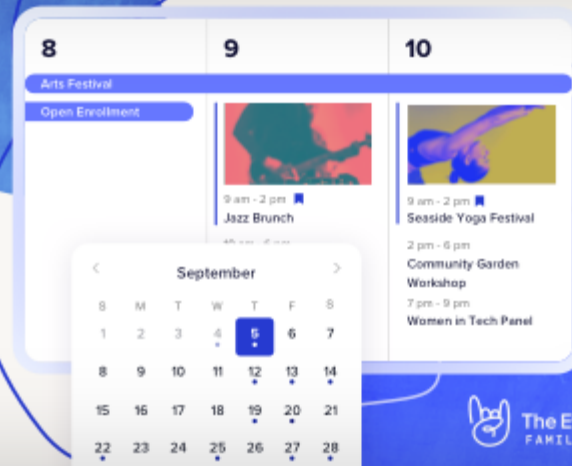 8 9 10
Arts Festival
Open Enrollment
9 am - 2 pm
Jazz Brunch
9 am - 2 pm
Seaside Yoga Festival
2 pm - 6 pm
Community Garden
Workshop
7 pm - 9 pm
Women in Tech Panel
September
S M T W T F S
1 2 3 4 5 6 7
8 9 10 11 12 13 14
15 16 17 18 19 20 21
22 23 24 25 26 27 28
The E
FAMIL